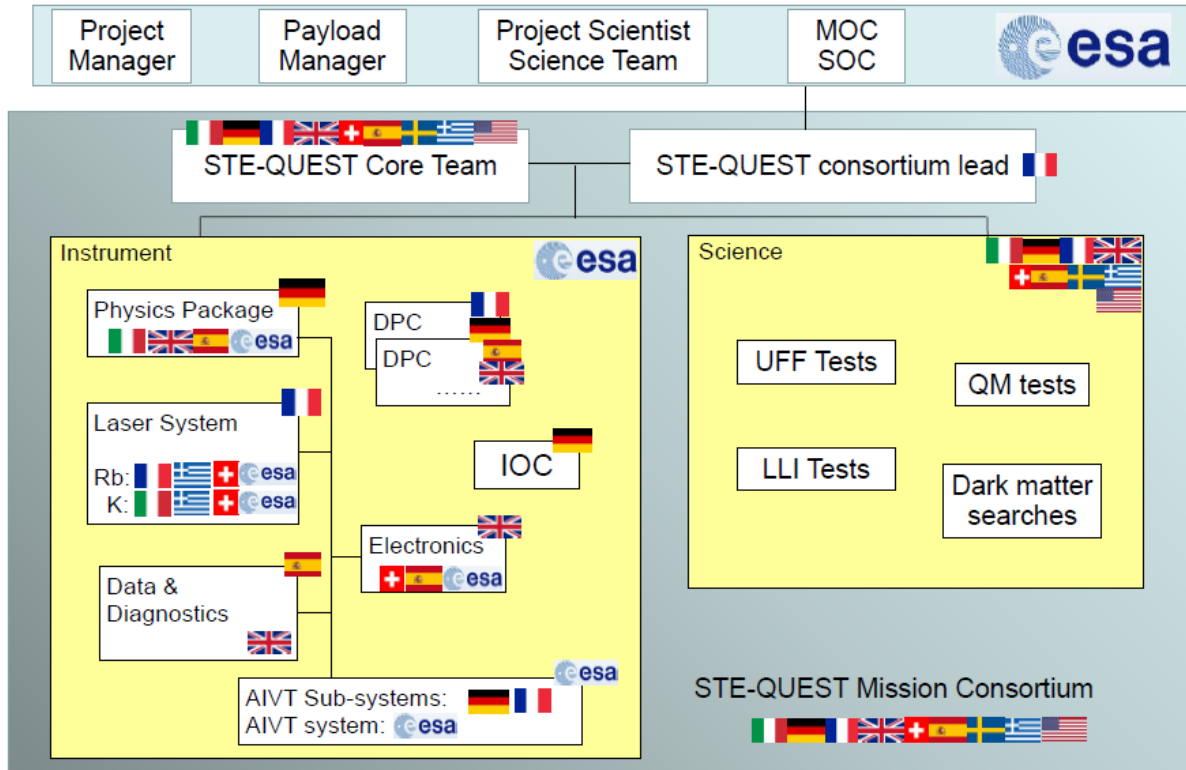 Project
Manager
Payload
Manager
Project Scientist
Science Team
MOC
SOC
esa
STE-QUEST Core Team
STE-QUEST consortium lead
Instrument
esa
Physics Package
esa
DPC
DPC
......
Laser System
Rb: esa
K: esa
IOC
Electronics
esa
Data &
Diagnostics
esa
AIVT Sub-systems:
AIVT system: esa
Science
UFF Tests
QM tests
LLI Tests
Dark matter
searches
STE-QUEST Mission Consortium